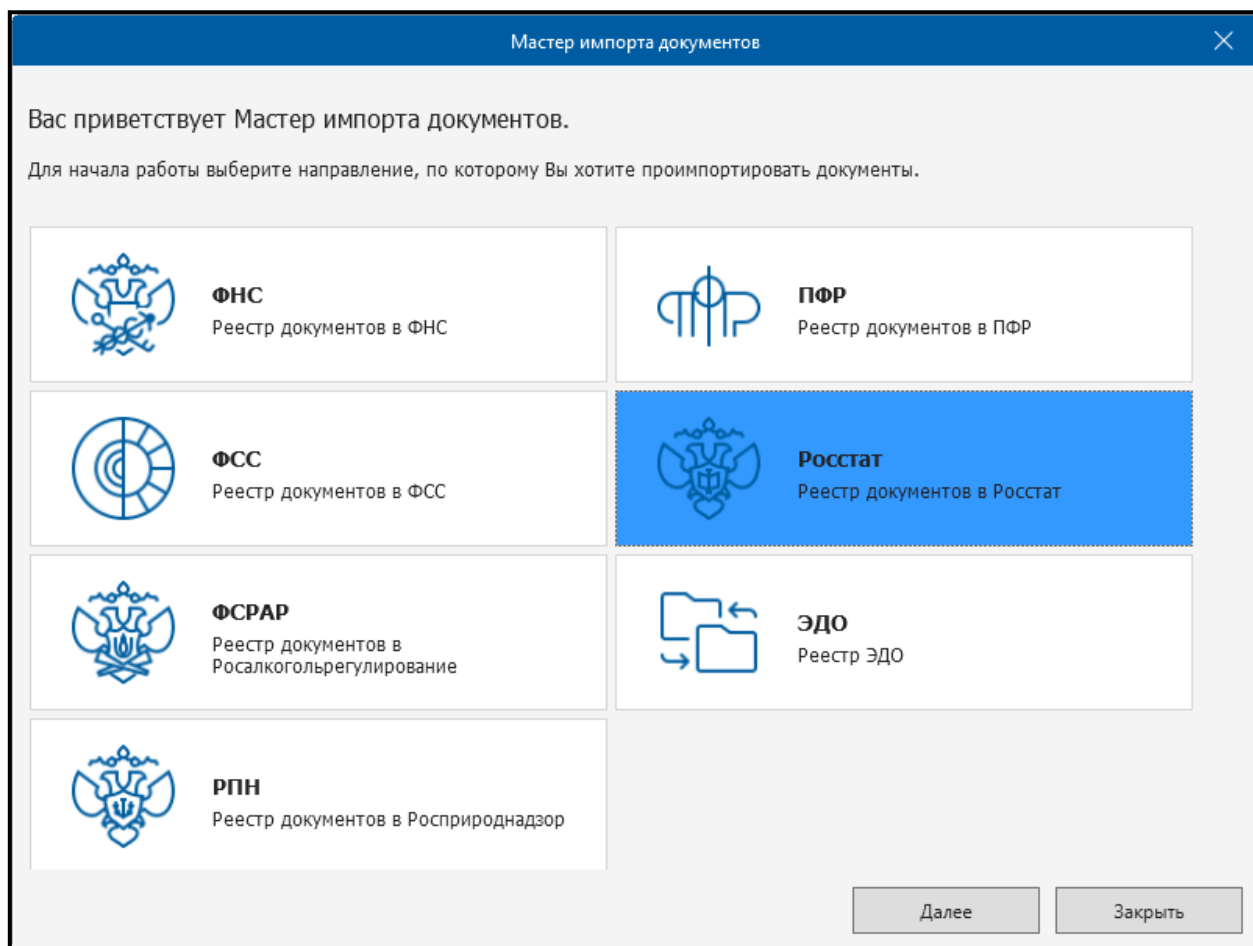 Мастер импорта документов
Вас приветствует Мастер импорта документов.
Для начала работы выберите направление, по которому Вы хотите проимпортировать документы.
ФНС
Реестр документов в ФНС
ПФР
Реестр документов в ПФР
ФСС
Реестр документов в ФСС
Росстат
Реестр документов в Росстат
ФСРАР
Реестр документов в
Росалкогольрегулирование
ЭДО
Реестр ЭДО
РПН
Реестр документов в Росприроднадзор
Далее
Закрыть